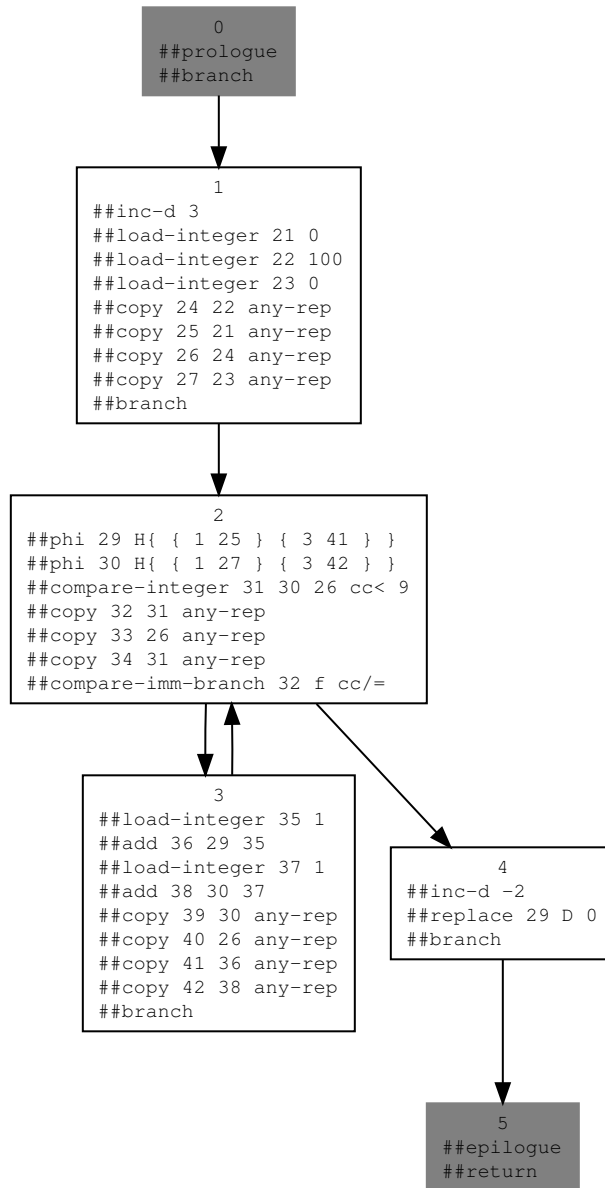 0
##prologue
##branch
1
##inc-d 3
##load-integer 21 0
##load-integer 22 100
##load-integer 23 0
##copy 24 22 any-rep
##copy 25 21 any-rep
##copy 26 24 any-rep
##copy 27 23 any-rep
##branch
2
##phi 29 H{ { 1 25 } { 3 41 } }
##phi 30 H{ { 1 27 } { 3 42 } }
##compare-integer 31 30 26 cc< 9
##copy 32 31 any-rep
##copy 33 26 any-rep
##copy 34 31 any-rep
##compare-imm-branch 32 f cc/=
3
##load-integer 35 1
##add 36 29 35
##load-integer 37 1
##add 38 30 37
##copy 39 30 any-rep
##copy 40 26 any-rep
##copy 41 36 any-rep
##copy 42 38 any-rep
##branch
4
##inc-d -2
##replace 29 D 0
##branch
5
##epilogue
##return